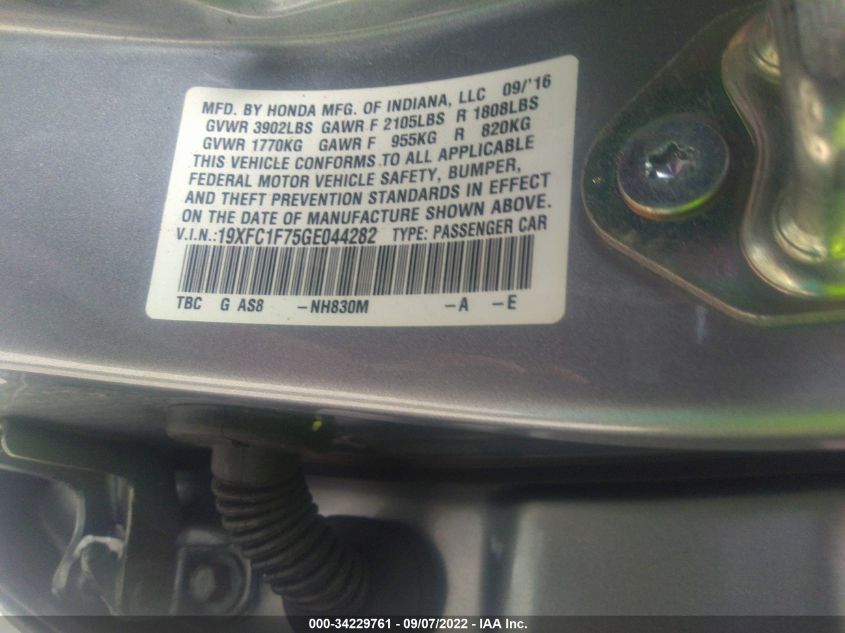 MFD. BY HONDA MFG. OF INDIANA, LLC 09/'16
GVWR 3902LBS GAWR F 2105LBS R 1808LBS
GVWR 1770KG GAWR F 955KG R 820KG
THIS VEHICLE CONFORMS TO ALL APPLICABLE
FEDERAL MOTOR VEHICLE SAFETY, BUMPER,
AND THEFT PREVENTION STANDARDS IN EFFECT
ON THE DATE OF MANUFACTURE SHOWN ABOVE.
V.I.N.:19XFC1F75GE044282 TYPE: PASSENGER CAR
TBC G AS8 -NH830M -A -E
000-34229761 - 09/07/2022 - IAA Inc.